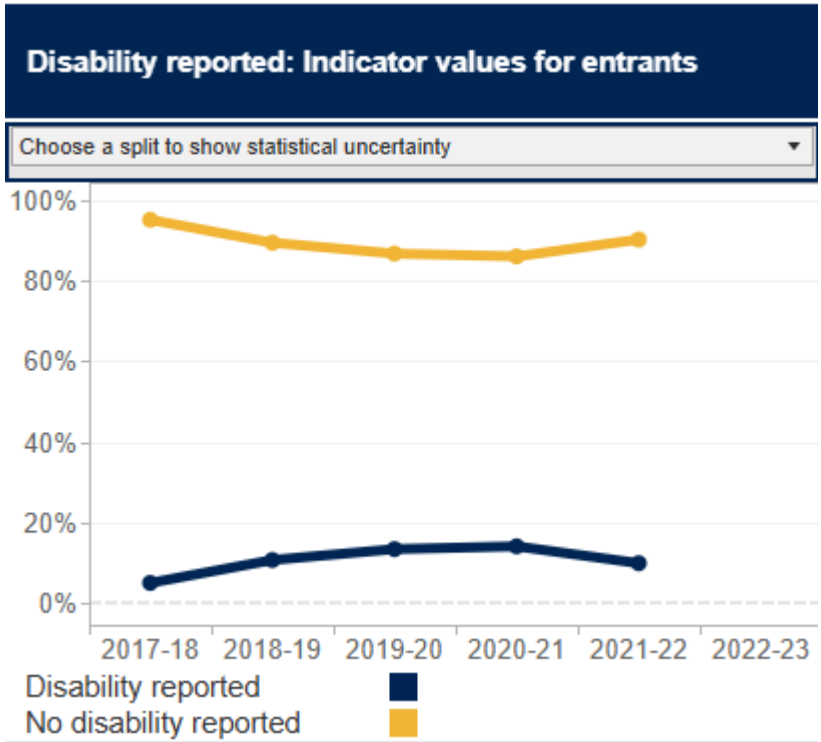 Disability reported: Indicator values for entrants
Choose a split to show statistical uncertainty
100%
80%
60%
40%
20%
0%
2017-18 2018-19 2019-20 2020-21 2021-22 2022-23
Disability reported
No disability reported